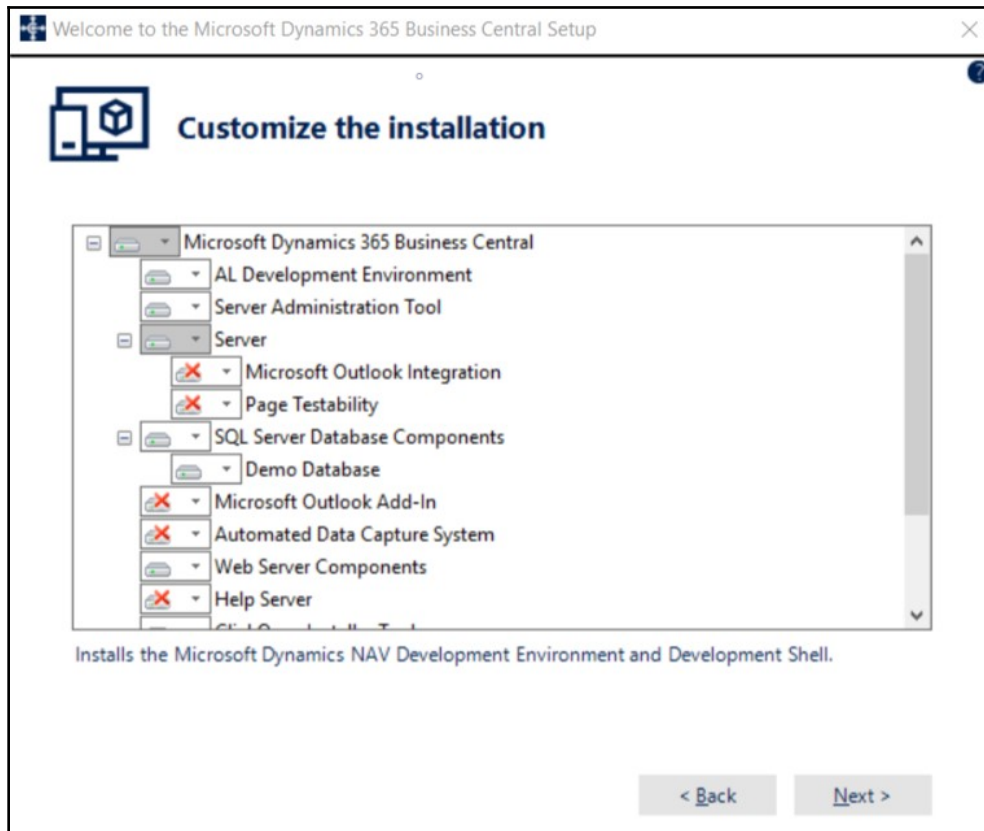 Welcome to the Microsoft Dynamics 365 Business Central Setup
?
Customize the installation
Microsoft Dynamics 365 Business Central
AL Development Environment
Server Administration Tool
Server
Microsoft Outlook Integration
Page Testability
SQL Server Database Components
Demo Database
Microsoft Outlook Add-In
Automated Data Capture System
Web Server Components
Help Server
Installs the Microsoft Dynamics NAV Development Environment and Development Shell.
< Back Next >